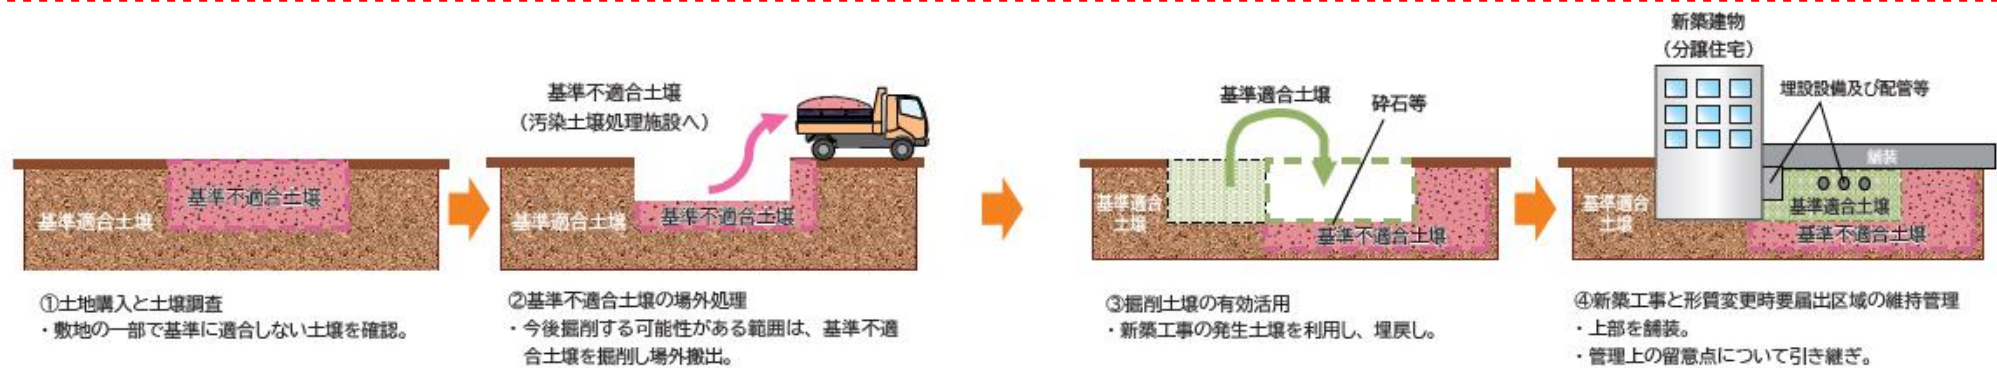 基準適合土壌
基準不適合土壌
①土地購入と土壌調査
・敷地の一部で基準に適合しない土壌を確認。
基準不適合土壌
（汚染土壌処理施設へ）
基準適合土壌
基準不適合土壌
②基準不適合土壌の場外処理
・今後掘削する可能性がある範囲は、基準不適
合土壌を掘削し場外搬出。
基準適合土壌
砕石等
基準適合
土壌
基準不適合土壌
③掘削土壌の有効活用
・新築工事の発生土壌を利用し、埋戻し。
新築建物
（分譲住宅）
埋設設備及び配管等
舗装
基準適合
土壌
基準適合土壌
基準不適合土壌
④新築工事と形質変更時要届出区域の維持管理
・上部を舗装。
・管理上の留意点について引き継ぎ。